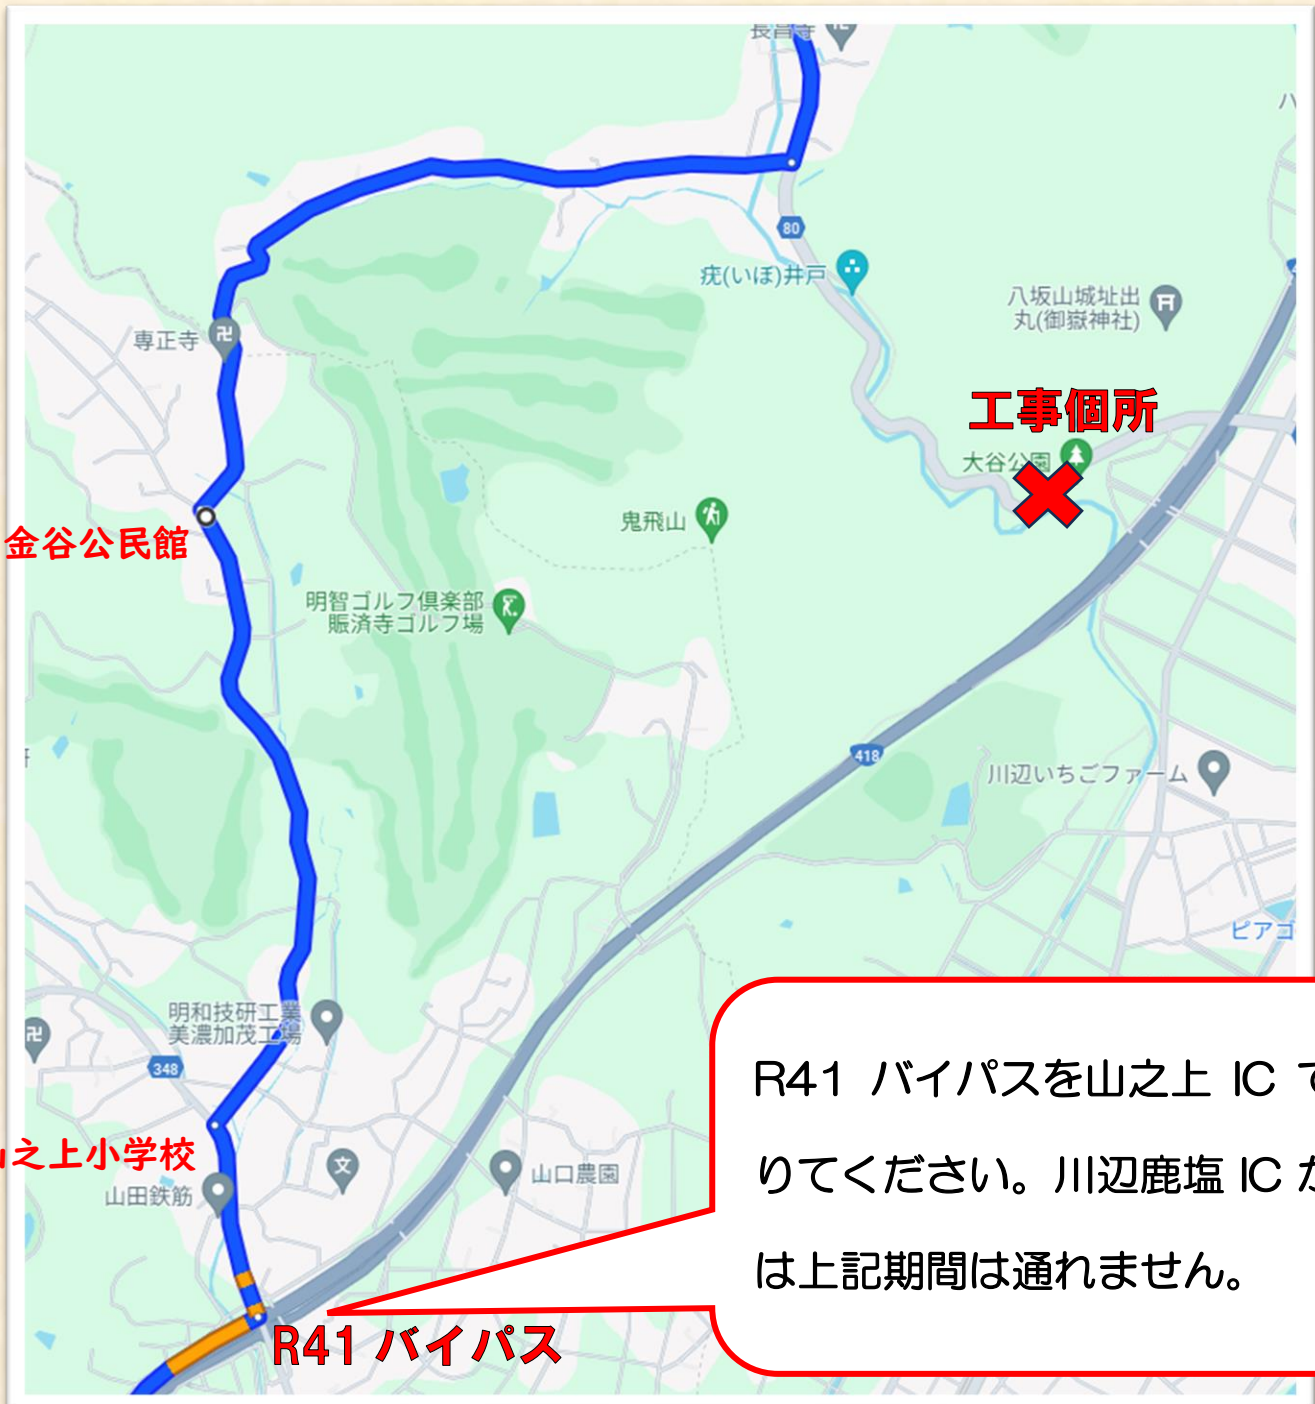 長昌寺
80
疣(いぼ)井戸
八坂山城址出
丸(御嶽神社)
専正寺
工事個所
大谷公園
金谷公民館
鬼飛山
明智ゴルフ倶楽部
賑済寺ゴルフ場
418
川辺いちごファーム
ピアゴ
明和技研工業
美濃加茂工場
348
R41 バイパスを山之上 IC で
りてください。川辺鹿塩 IC か
は上記期間は通れません。
之上小学校
山田鉄筋
山口農園
R41 バイパス